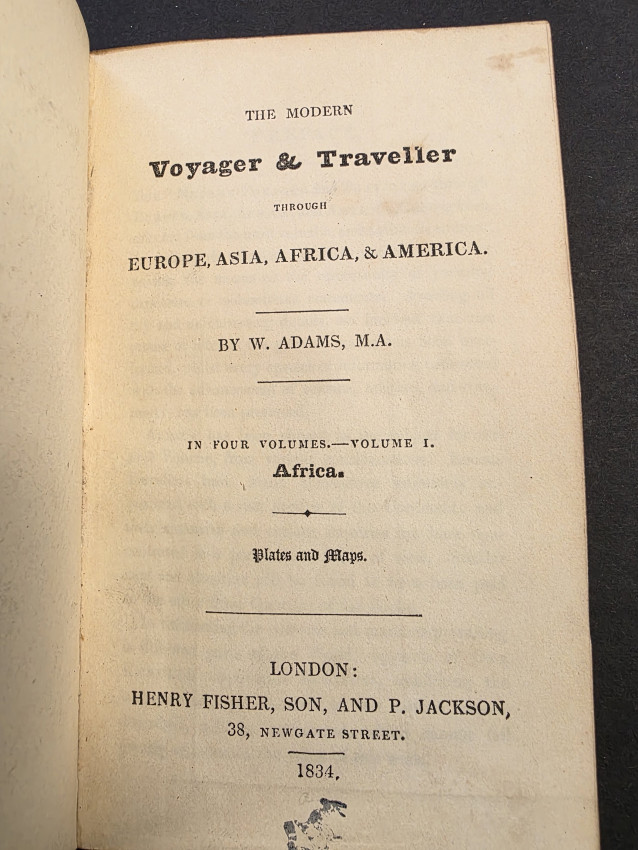 THE MODERN
Voyager & Traveller
THROUGH
EUROPE, ASIA, AFRICA, & AMERICA.
BY W. ADAMS, M.A.
IN FOUR VOLUMES.—VOLUME I.
Africa.
Plates and Maps.
LONDON:
HENRY FISHER, SON, AND P. JACKSON,
38, NEWGATE STREET.
1834.